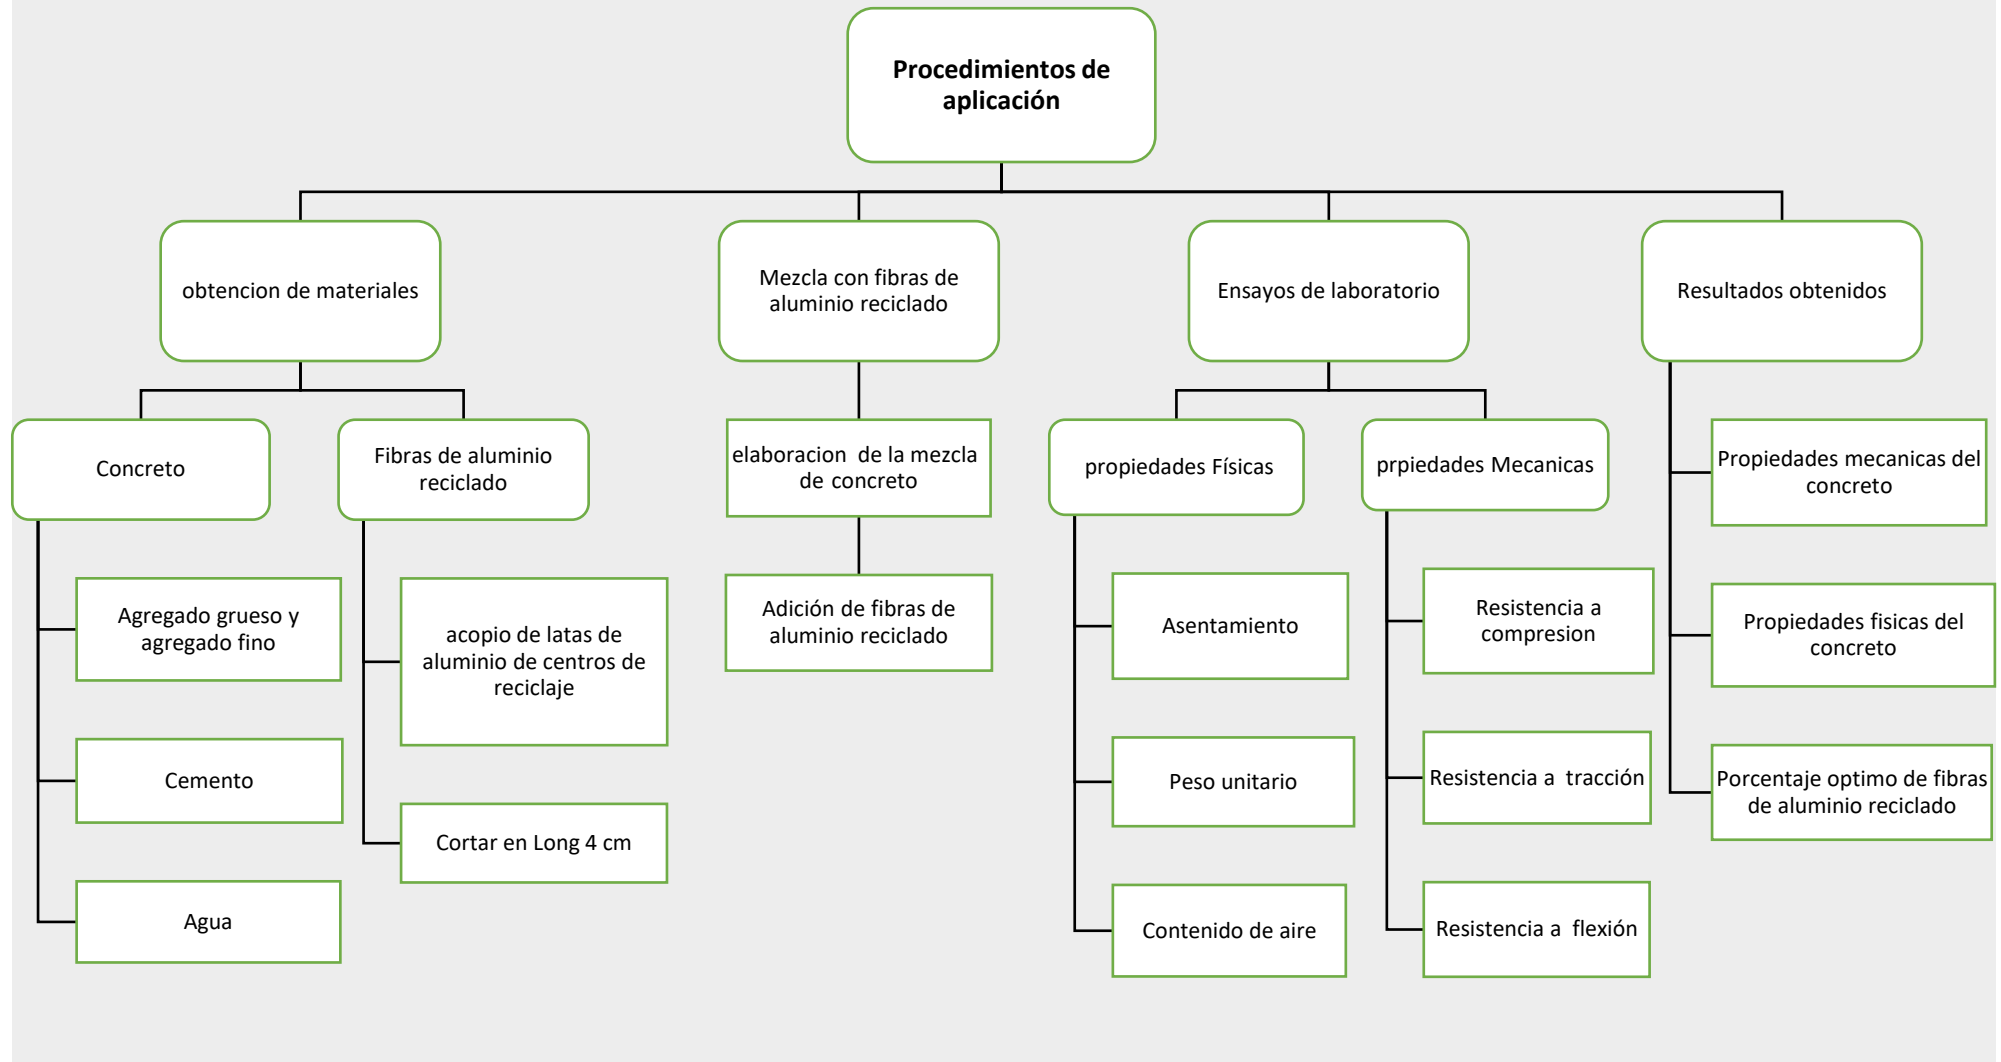 Procedimientos de
aplicación
obtencion de materiales
Mezcla con fibras de
aluminio reciclado
Ensayos de laboratorio
Resultados obtenidos
Concreto
Fibras de aluminio
reciclado
elaboracion  de la mezcla
de concreto
propiedades Físicas
prpiedades Mecanicas
Propiedades mecanicas del
concreto
Agregado grueso y
agregado fino
acopio de latas de
aluminio de centros de
reciclaje
Adición de fibras de
aluminio reciclado
Asentamiento
Resistencia a
compresion
Propiedades fisicas del
concreto
Cemento
Cortar en Long 4 cm
Peso unitario
Resistencia a  tracción
Porcentaje optimo de fibras
de aluminio reciclado
Agua
Contenido de aire
Resistencia a  flexión